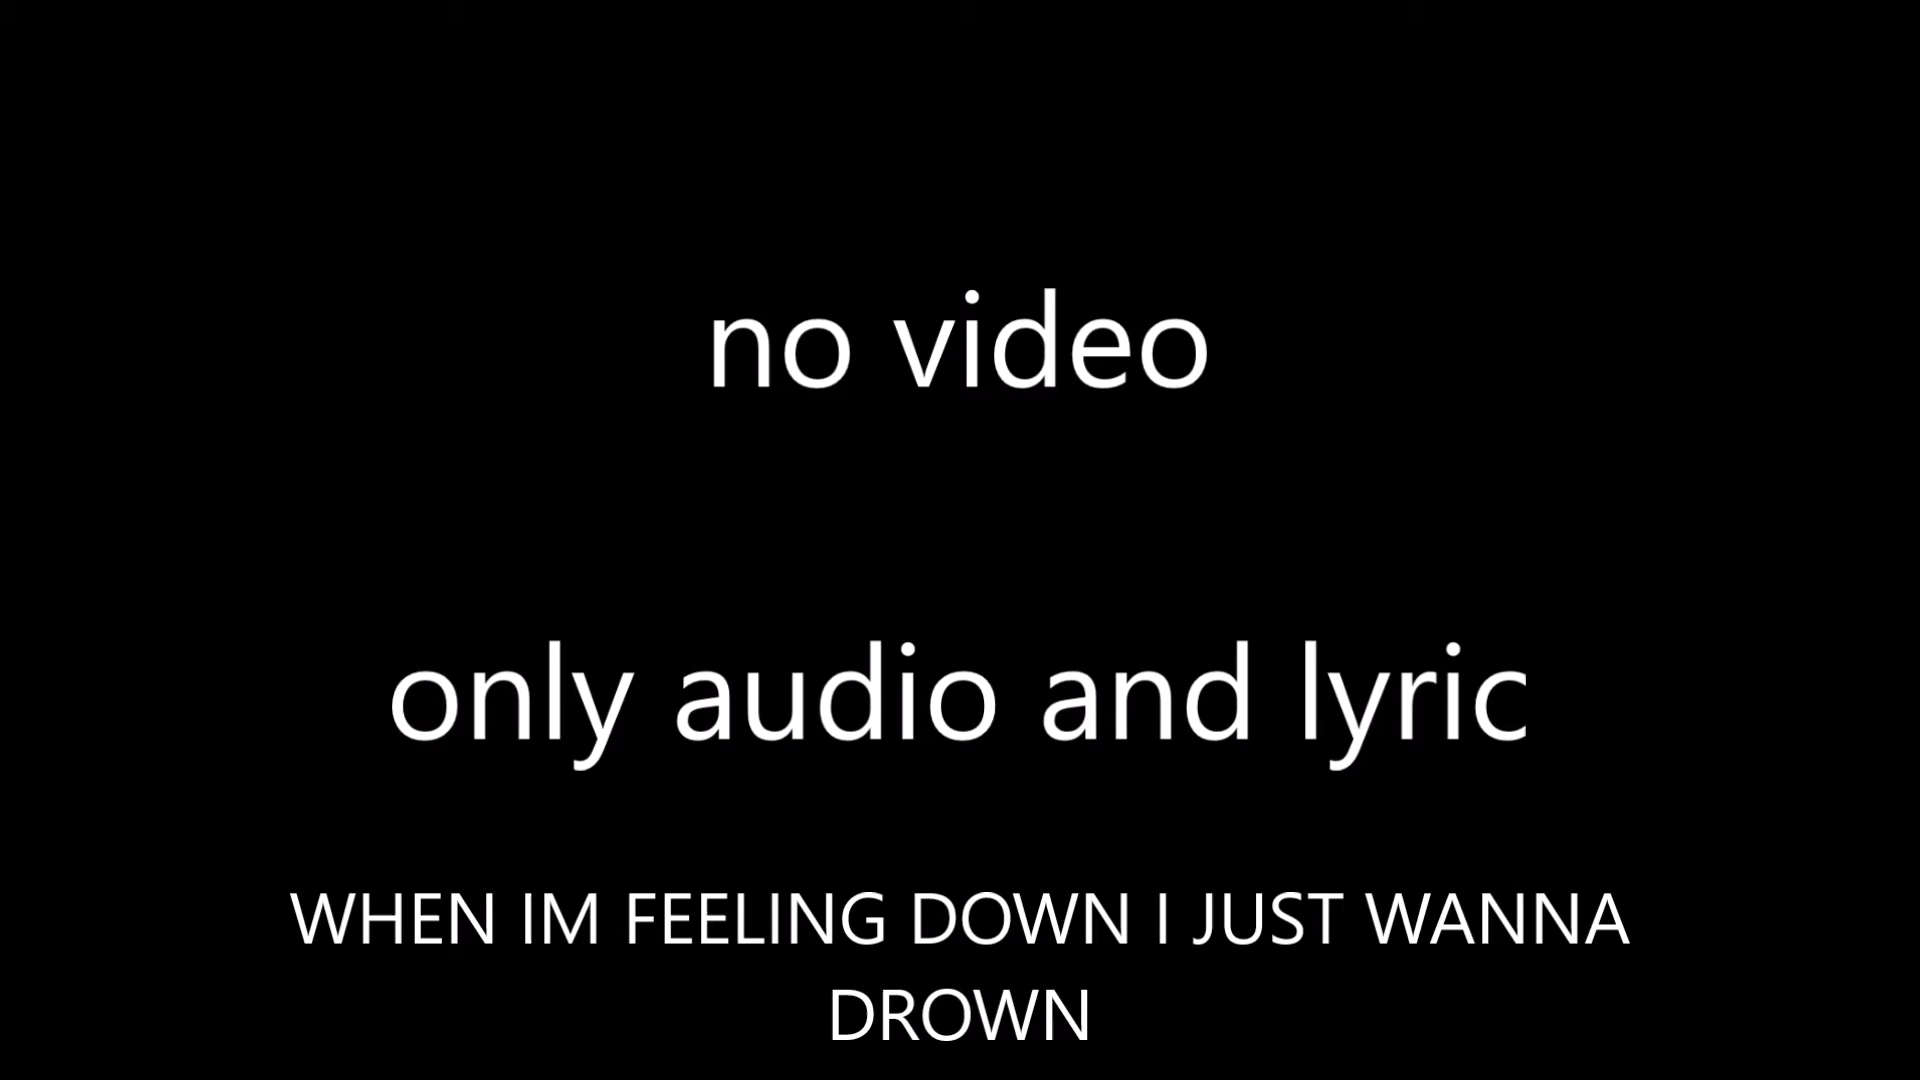 no video
only audio and lyric
WHEN IM FEELING DOWN I JUST WANNA
DROWN